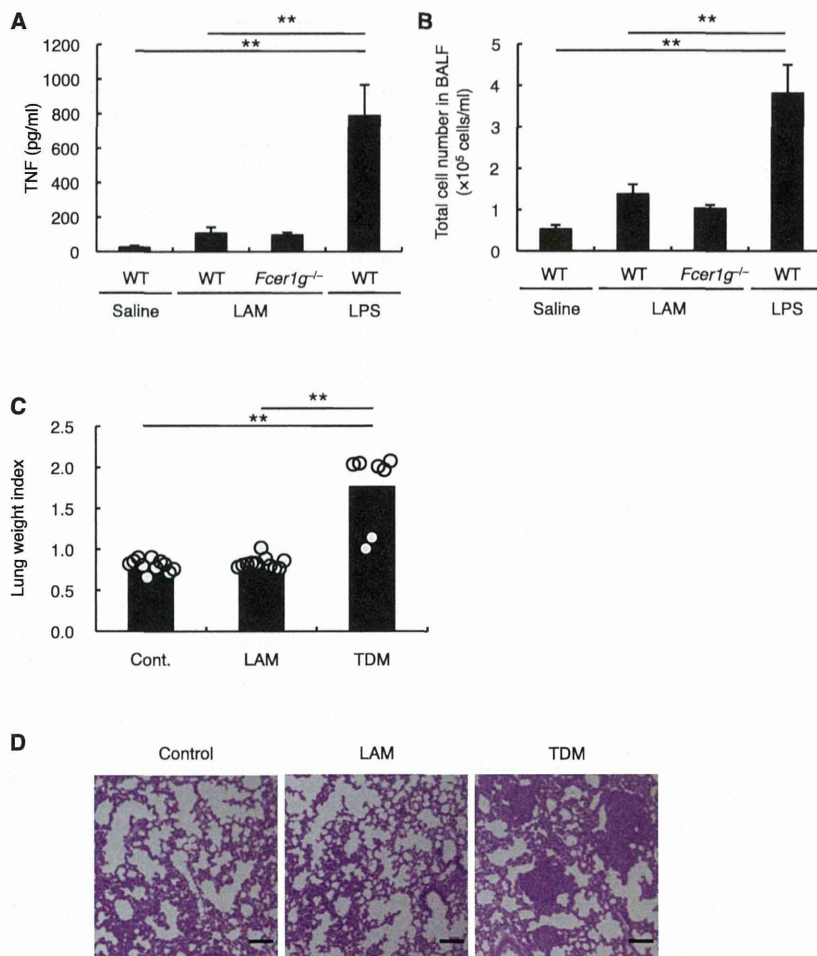 A
**
**
1200
1000
800
600
400
200
0
TNF (pg/ml)
WT WT Fcer1g–/– WT
Saline LAM LPS
B
**
**
5
4
3
2
1
0
Total cell number in BALF
(×10⁵ cells/ml)
WT WT Fcer1g–/– WT
Saline LAM LPS
C
**
**
2.5
2.0
1.5
1.0
0.5
0.0
Lung weight index
Cont. LAM TDM
D
Control LAM TDM